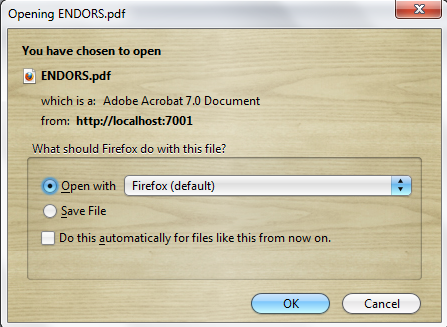 Opening ENDORS.pdf
You have chosen to open
ENDORS.pdf
which is a: Adobe Acrobat 7.0 Document
from: http://localhost:7001
What should Firefox do with this file?
Open with Firefox (default)
Save File
Do this automatically for files like this from now on.
OK Cancel